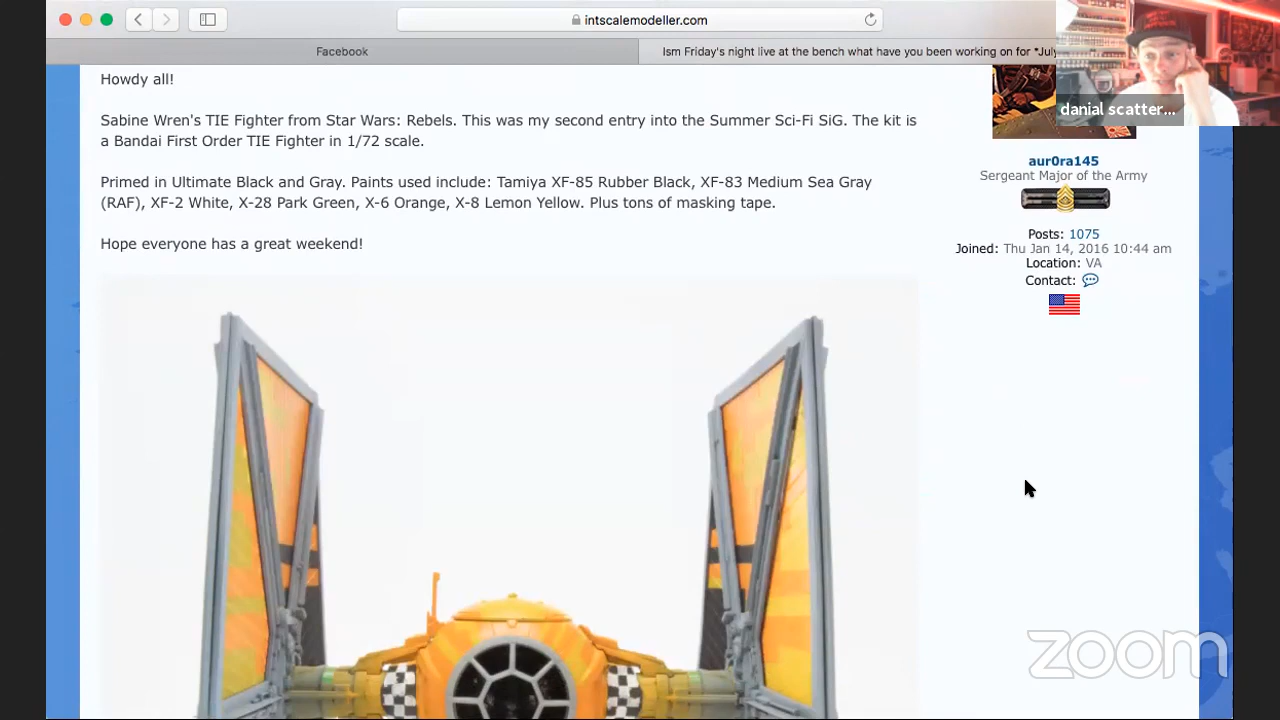 intscalemodeller.com
Facebook
Ism Friday's night live at the bench what have you been working on for "July
danial scatter...
Howdy all!
Sabine Wren's TIE Fighter from Star Wars: Rebels. This was my second entry into the Summer Sci-Fi SiG. The kit is
a Bandai First Order TIE Fighter in 1/72 scale.
Primed in Ultimate Black and Gray. Paints used include: Tamiya XF-85 Rubber Black, XF-83 Medium Sea Gray
(RAF), XF-2 White, X-28 Park Green, X-6 Orange, X-8 Lemon Yellow. Plus tons of masking tape.
Hope everyone has a great weekend!
aur0ra145
Sergeant Major of the Army
Posts: 1075
Joined: Thu Jan 14, 2016 10:44 am
Location: VA
Contact:
zoom